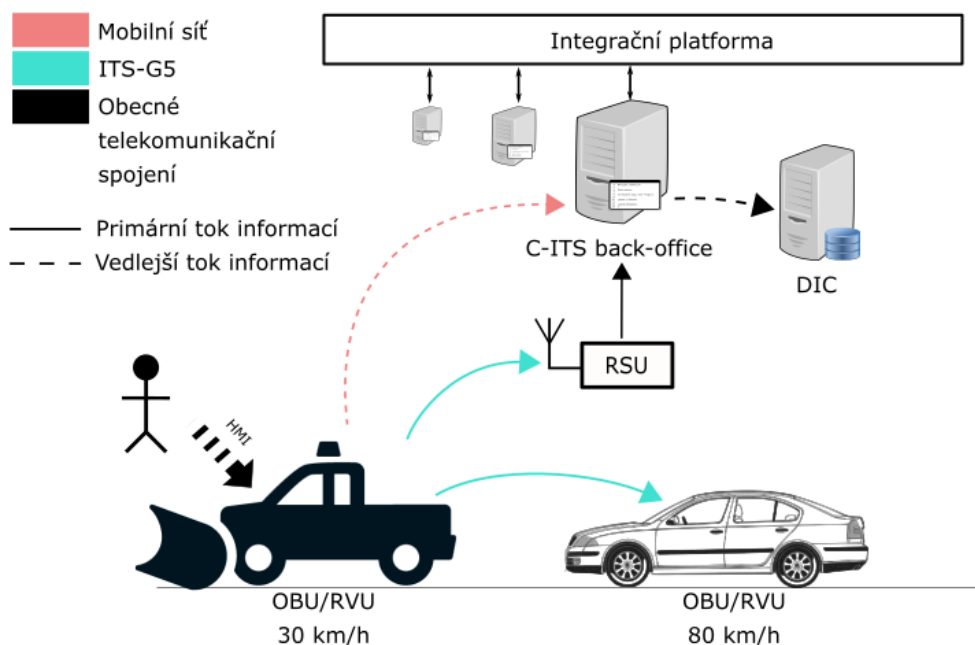 Mobilní síť
ITS-G5
Obecné
telekomunikační
spojení
Primární tok informací
Vedlejší tok informací
Integrační platforma
C-ITS back-office
DIC
RSU
HMI
OBU/RVU
30 km/h
OBU/RVU
80 km/h